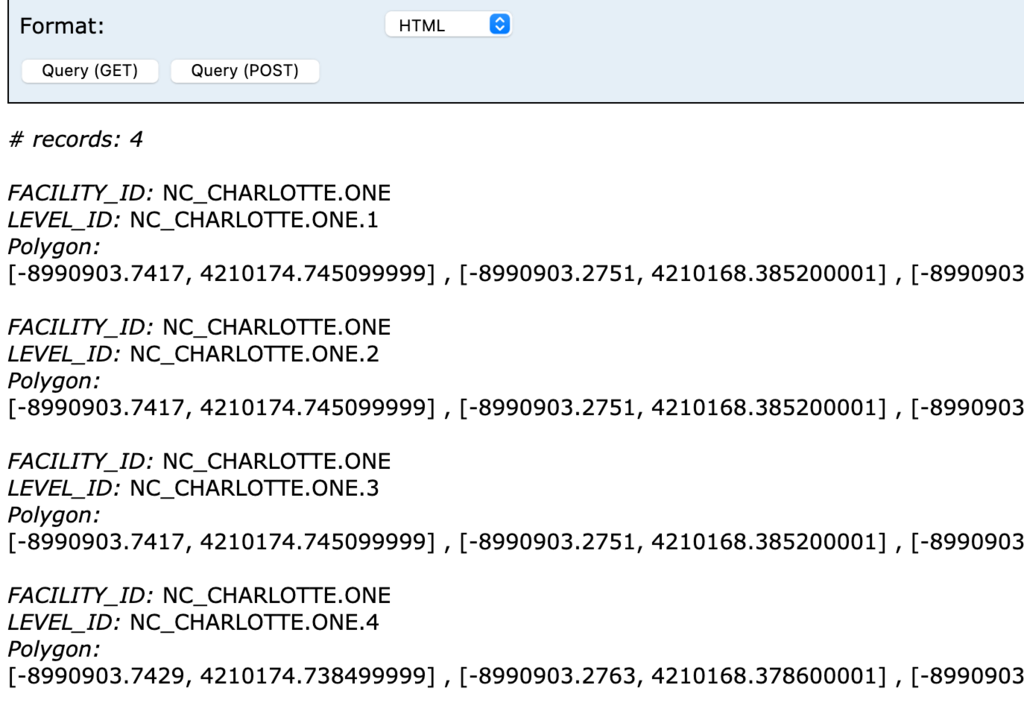 Format: HTML
Query (GET) Query (POST)
# records: 4
FACILITY_ID: NC_CHARLOTTE.ONE
LEVEL_ID: NC_CHARLOTTE.ONE.1
Polygon:
[-8990903.7417, 4210174.745099999] , [-8990903.2751, 4210168.385200001] , [-8990903
FACILITY_ID: NC_CHARLOTTE.ONE
LEVEL_ID: NC_CHARLOTTE.ONE.2
Polygon:
[-8990903.7417, 4210174.745099999] , [-8990903.2751, 4210168.385200001] , [-8990903
FACILITY_ID: NC_CHARLOTTE.ONE
LEVEL_ID: NC_CHARLOTTE.ONE.3
Polygon:
[-8990903.7417, 4210174.745099999] , [-8990903.2751, 4210168.385200001] , [-8990903
FACILITY_ID: NC_CHARLOTTE.ONE
LEVEL_ID: NC_CHARLOTTE.ONE.4
Polygon:
[-8990903.7429, 4210174.738499999] , [-8990903.2763, 4210168.378600001] , [-8990903